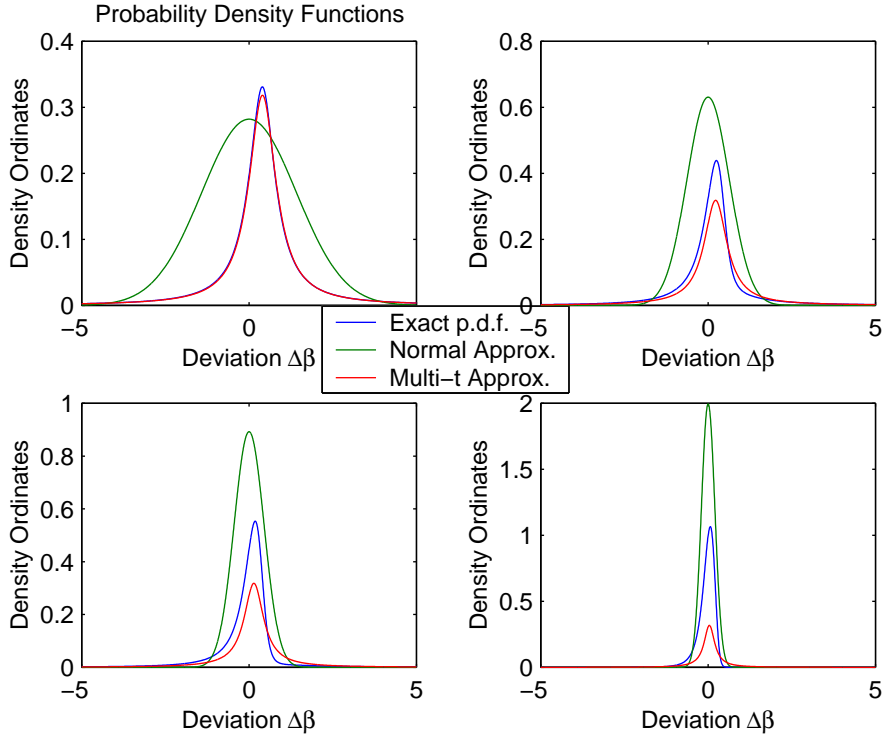 Probability Density Functions
0.4
0.3
0.2
0.1
0
−5
0
5
Density Ordinates
Deviation Δβ
0.8
0.6
0.4
0.2
0
−5
0
5
Density Ordinates
Deviation Δβ
Exact p.d.f.
Normal Approx.
Multi−t Approx.
1
0.8
0.6
0.4
0.2
0
−5
0
5
Density Ordinates
Deviation Δβ
2
1.5
1
0.5
0
−5
0
5
Density Ordinates
Deviation Δβ